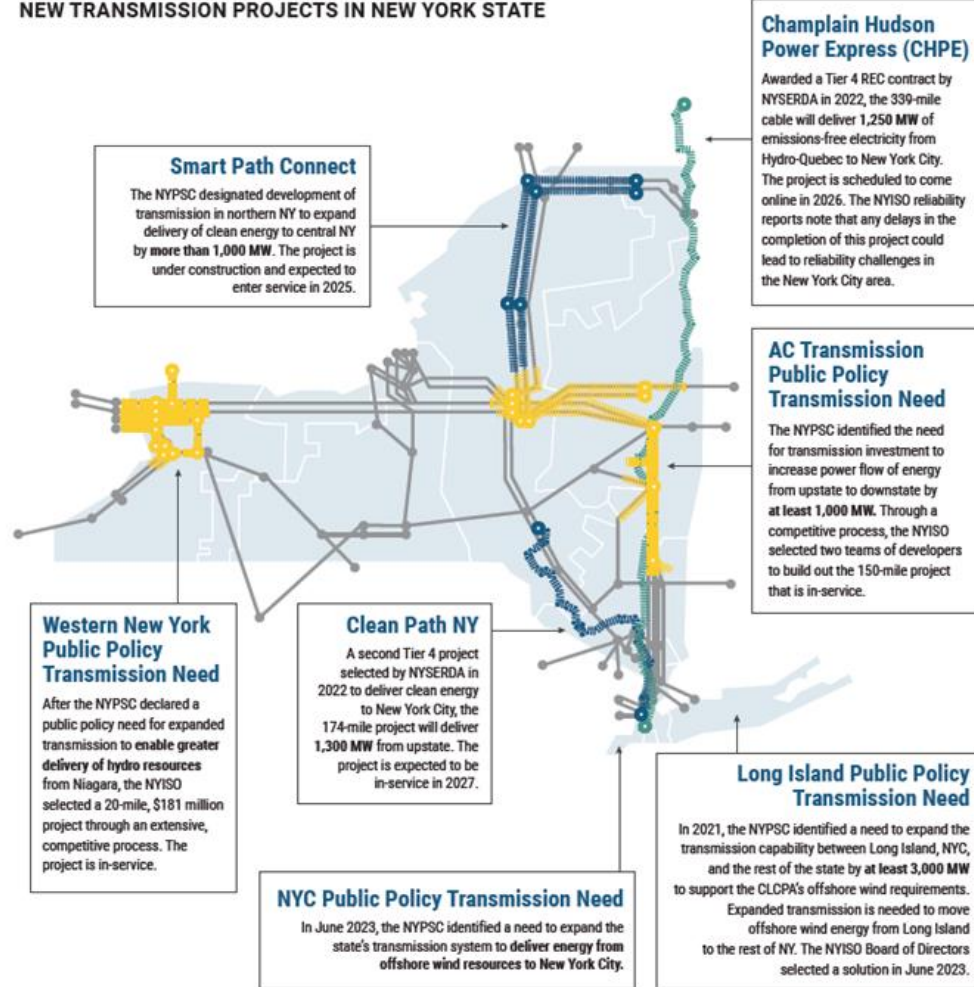 NEW TRANSMISSION PROJECTS IN NEW YORK STATE
Champlain Hudson
Power Express (CHPE)
Awarded a Tier 4 REC contract by
NYSERDA in 2022, the 339-mile
cable will deliver 1,250 MW of
emissions-free electricity from
Hydro-Quebec to New York City.
The project is scheduled to come
online in 2026. The NYISO reliability
reports note that any delays in the
completion of this project could
lead to reliability challenges in
the New York City area.
Smart Path Connect
The NYPSC designated development of
transmission in northern NY to expand
delivery of clean energy to central NY
by more than 1,000 MW. The project is
under construction and expected to
enter service in 2025.
AC Transmission
Public Policy
Transmission Need
The NYPSC identified the need
for transmission investment to
increase power flow of energy
from upstate to downstate by
at least 1,000 MW. Through a
competitive process, the NYISO
selected two teams of developers
to build out the 150-mile project
that is in-service.
Western New York
Public Policy
Transmission Need
After the NYPSC declared a
public policy need for expanded
transmission to enable greater
delivery of hydro resources
from Niagara, the NYISO
selected a 20-mile, $181 million
project through an extensive,
competitive process. The
project is in-service.
Clean Path NY
A second Tier 4 project
selected by NYSERDA in
2022 to deliver clean energy
to New York City, the
174-mile project will deliver
1,300 MW from upstate. The
project is expected to be
in-service in 2027.
Long Island Public Policy
Transmission Need
In 2021, the NYPSC identified a need to expand the
transmission capability between Long Island, NYC,
and the rest of the state by at least 3,000 MW
to support the CLCPA's offshore wind requirements.
Expanded transmission is needed to move
offshore wind energy from Long Island
to the rest of NY. The NYISO Board of Directors
selected a solution in June 2023.
NYC Public Policy Transmission Need
In June 2023, the NYPSC identified a need to expand the
state's transmission system to deliver energy from
offshore wind resources to New York City.